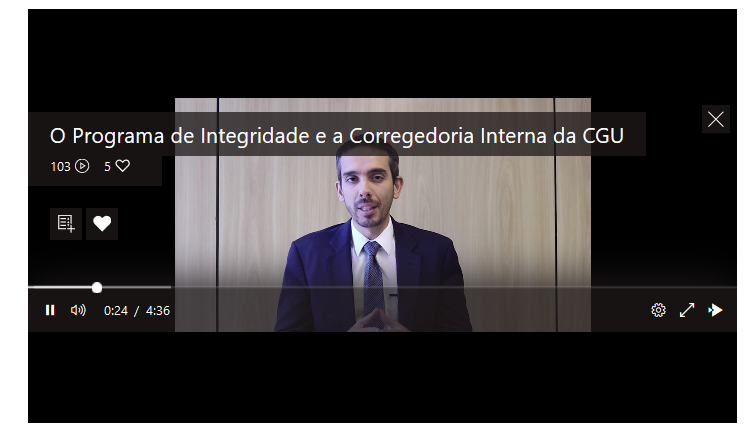 O Programa de Integridade e a Corregedoria Interna da CGU
103 5
0:24 / 4:36